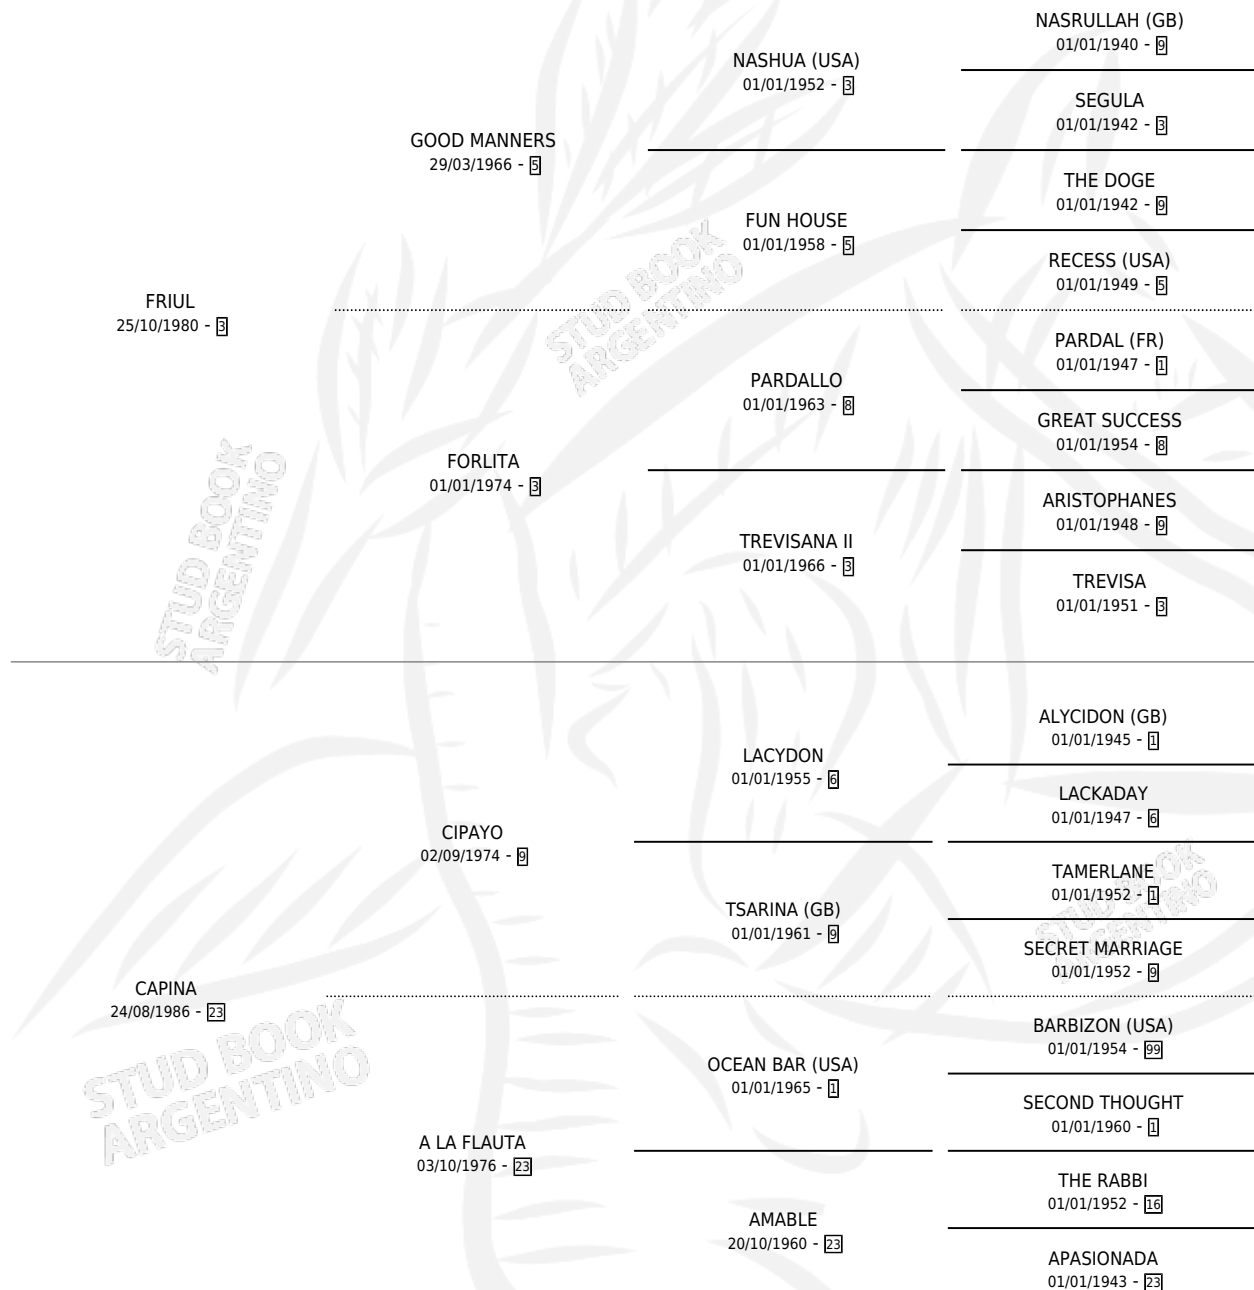 NASRULLAH (GB)
01/01/1940 - 9
NASHUA (USA)
01/01/1952 - 3
SEGULA
01/01/1942 - 3
GOOD MANNERS
29/03/1966 - 5
THE DOGE
01/01/1942 - 9
FUN HOUSE
01/01/1958 - 5
RECESS (USA)
01/01/1949 - 5
FRIUL
25/10/1980 - 3
PARDAL (FR)
01/01/1947 - 1
PARDALLO
01/01/1963 - 8
GREAT SUCCESS
01/01/1954 - 8
FORLITA
01/01/1974 - 3
ARISTOPHANES
01/01/1948 - 9
TREVISANA II
01/01/1966 - 3
TREVISA
01/01/1951 - 3
ALYCIDON (GB)
01/01/1945 - 1
LACYDON
01/01/1955 - 6
LACKADAY
01/01/1947 - 6
CIPAYO
02/09/1974 - 9
TAMERLANE
01/01/1952 - 1
TSARINA (GB)
01/01/1961 - 9
SECRET MARRIAGE
01/01/1952 - 9
CAPINA
24/08/1986 - 23
BARBIZON (USA)
01/01/1954 - 99
OCEAN BAR (USA)
01/01/1965 - 1
SECOND THOUGHT
01/01/1960 - 1
A LA FLAUTA
03/10/1976 - 23
THE RABBI
01/01/1952 - 16
AMABLE
20/10/1960 - 23
APASIONADA
01/01/1943 - 23
STUD BOOK
ARGENTINO
STUD BOOK
ARGENTINO
STUD BOOK
ARGENTINO
STUD BOOK
ARGENTINO